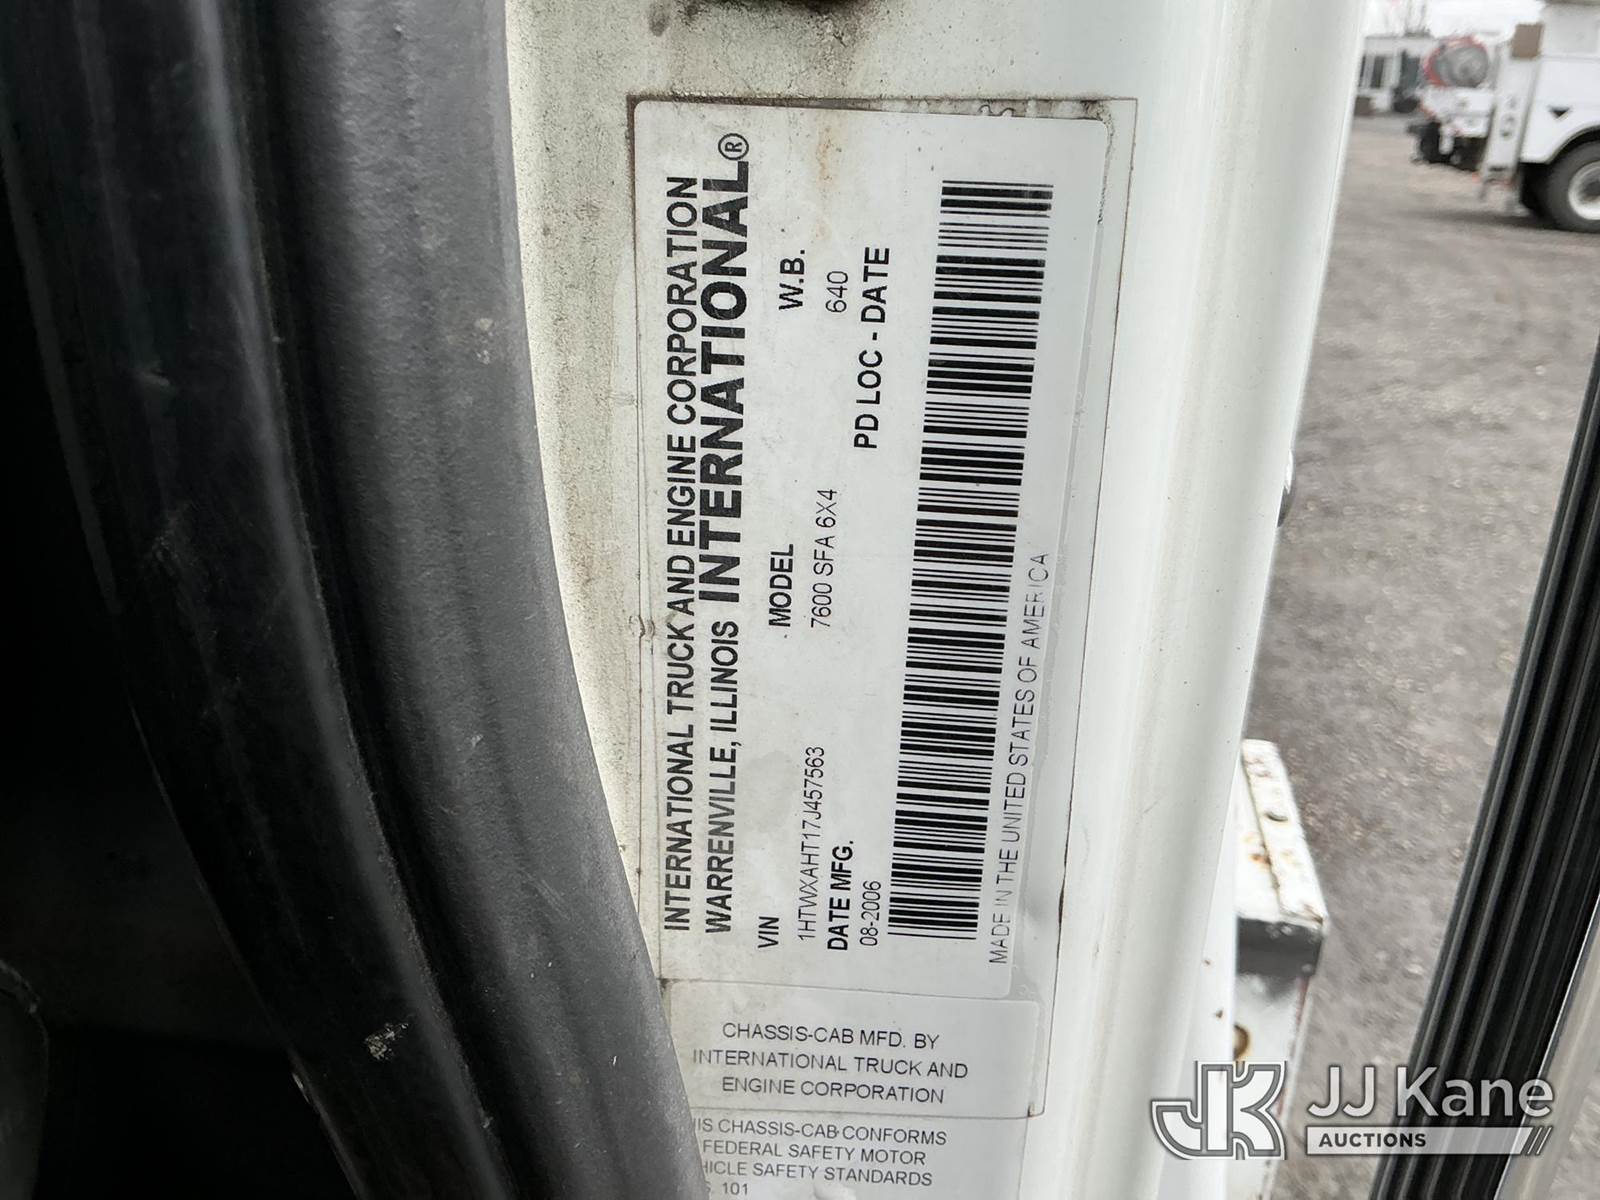 INTERNATIONAL TRUCK AND ENGINE CORPORATION
WARRENVILLE, ILLINOIS INTERNATIONAL®
VIN MODEL W.B.
1HTWXAHT17J457563 7600 SFA 6X4 640
DATE MFG. PD LOC - DATE
08-2006
MADE IN THE UNITED STATES OF AMERICA
CHASSIS-CAB MFD. BY
INTERNATIONAL TRUCK AND
ENGINE CORPORATION
CHASSIS-CAB CONFORMS
FEDERAL SAFETY MOTOR
SAFETY STANDARDS
101
JK JJ Kane
AUCTIONS